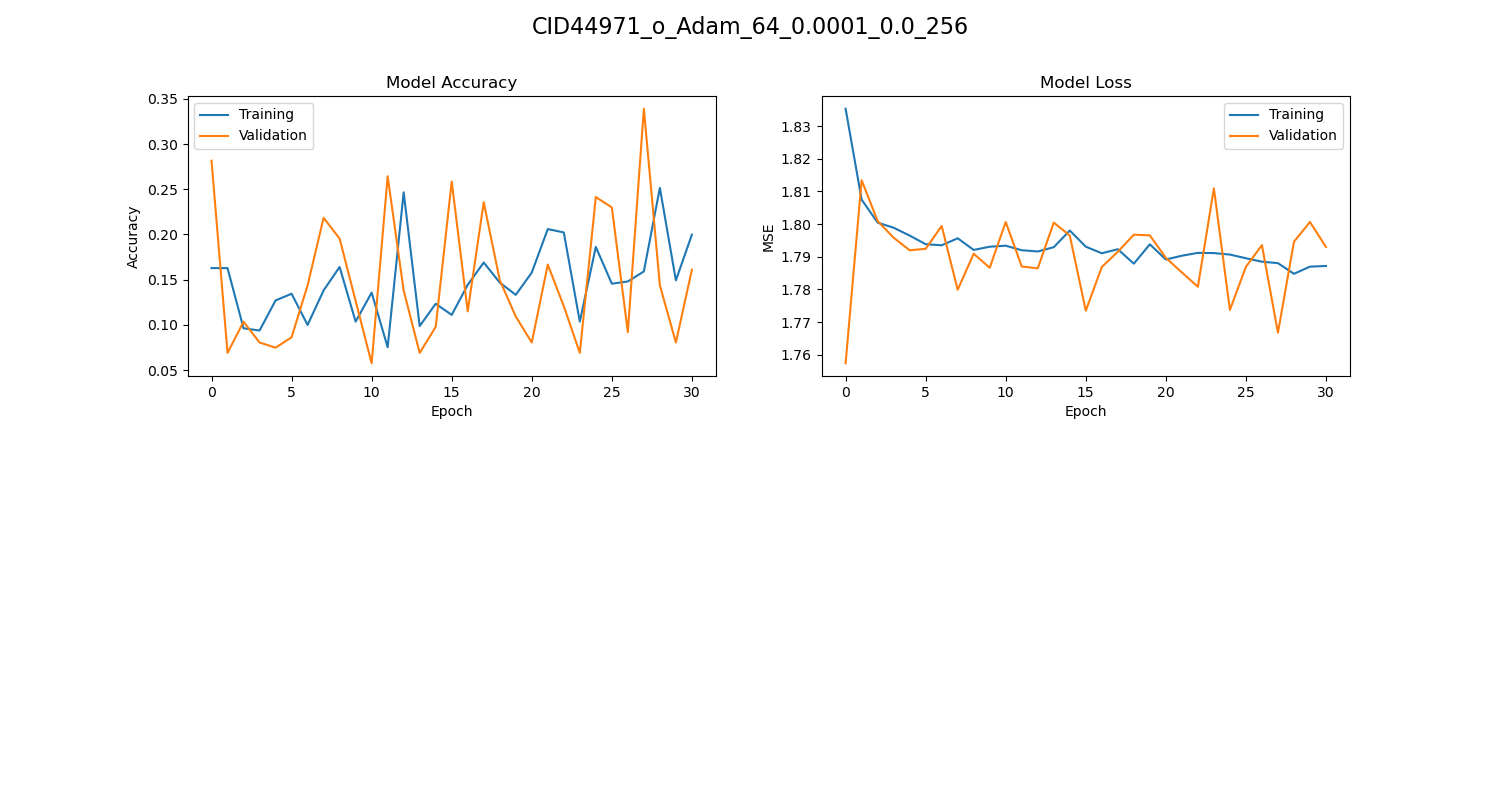 CID44971_o_Adam_64_0.0001_0.0_256
Model Accuracy
Training
Validation
0.35
0.30
0.25
0.20
0.15
0.10
0.05
Accuracy
0 5 10 15 20 25 30
Epoch
Model Loss
Training
Validation
1.83
1.82
1.81
1.80
1.79
1.78
1.77
1.76
MSE
0 5 10 15 20 25 30
Epoch